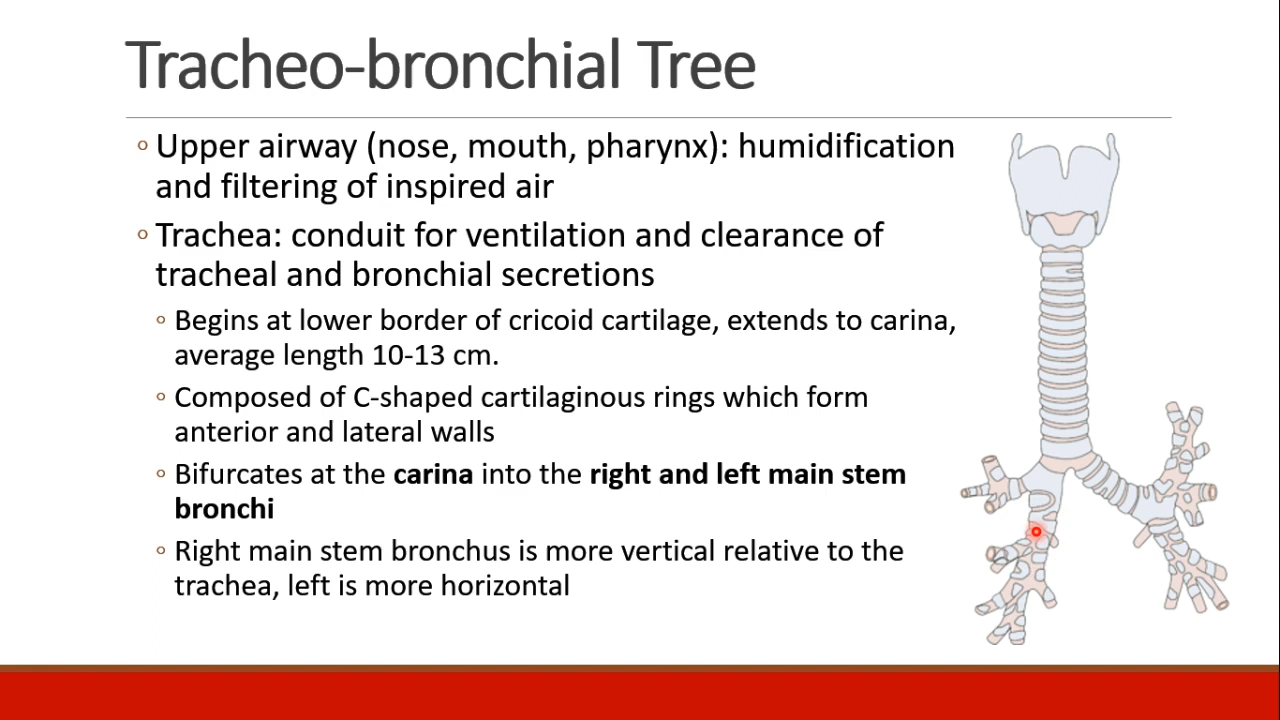 Tracheo-bronchial Tree
◦ Upper airway (nose, mouth, pharynx): humidification
and filtering of inspired air
◦ Trachea: conduit for ventilation and clearance of
tracheal and bronchial secretions
◦ Begins at lower border of cricoid cartilage, extends to carina,
average length 10-13 cm.
◦ Composed of C-shaped cartilaginous rings which form
anterior and lateral walls
◦ Bifurcates at the carina into the right and left main stem
bronchi
◦ Right main stem bronchus is more vertical relative to the
trachea, left is more horizontal